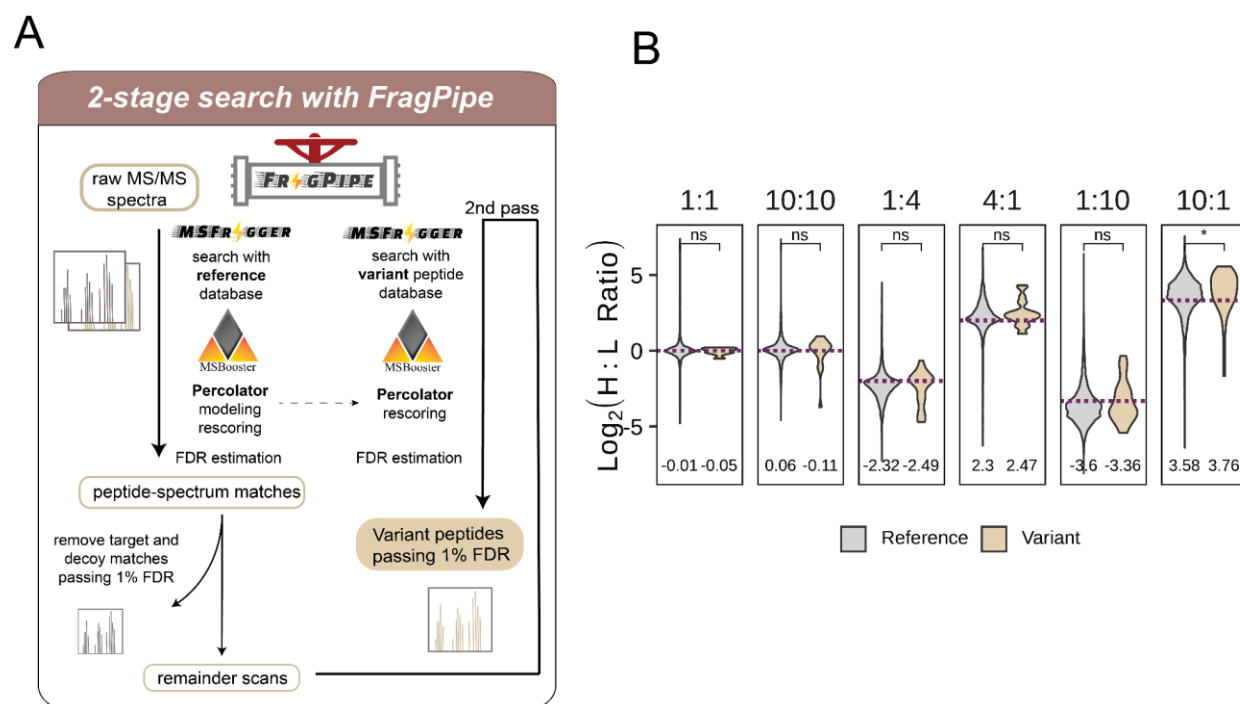 A
2-stage search with FragPipe
raw MS/MS
spectra
FRAGPIPE
2nd pass
MSFRAGGER
search with
reference
database
MSBooster
Percolator
modeling
rescoring
FDR estimation
MSFRAGGER
search with
variant peptide
database
MSBooster
Percolator
rescoring
FDR estimation
peptide-spectrum matches
remove target and
decoy matches
passing 1% FDR
Variant peptides
passing 1% FDR
remainder scans
B
1:1 10:10 1:4 4:1 1:10 10:1
ns ns ns ns ns *
Log2(H:L Ratio)
5
0
-5
-0.01 -0.05 0.06 -0.11 -2.32 -2.49 2.3 2.47 -3.6 -3.36 3.58 3.76
Reference Variant